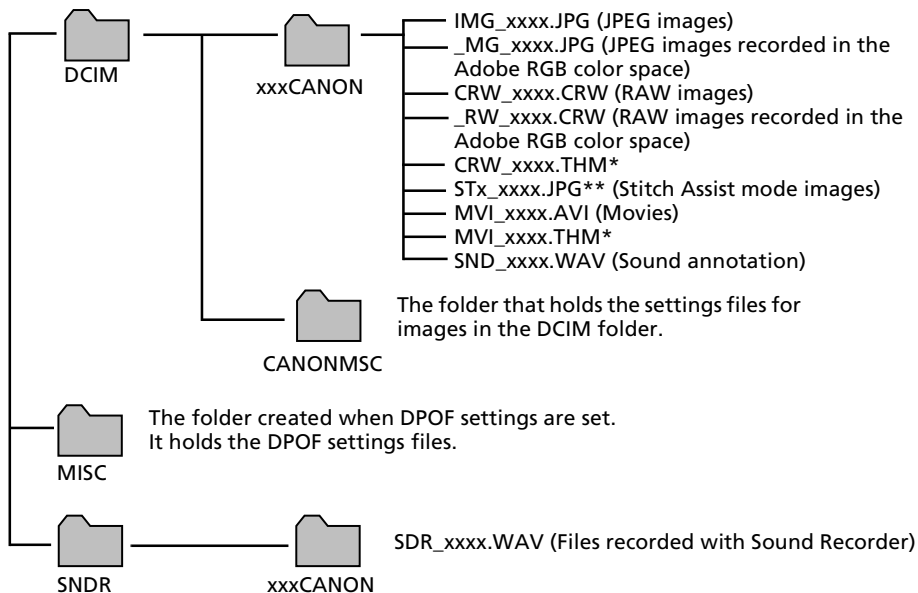 DCIM
xxxCANON
IMG_xxxx.JPG (JPEG images)
_MG_xxxx.JPG (JPEG images recorded in the
Adobe RGB color space)
CRW_xxxx.CRW (RAW images)
_RW_xxxx.CRW (RAW images recorded in the
Adobe RGB color space)
CRW_xxxx.THM*
STx_xxxx.JPG** (Stitch Assist mode images)
MVI_xxxx.AVI (Movies)
MVI_xxxx.THM*
SND_xxxx.WAV (Sound annotation)
CANONMSC
The folder that holds the settings files for
images in the DCIM folder.
MISC
The folder created when DPOF settings are set.
It holds the DPOF settings files.
SNDR
xxxCANON
SDR_xxxx.WAV (Files recorded with Sound Recorder)